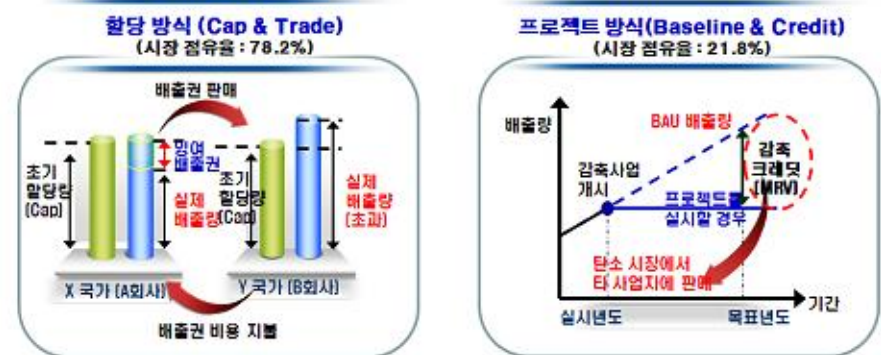 할당 방식 (Cap & Trade)
(시장 점유율 : 78.2%)
배출권 판매
잉여
배출권
초기
할당량
(Cap)
실제
배출량
초기
할당량
(Cap)
실제
배출량
(초과)
X 국가 (A회사)
Y 국가 (B회사)
배출권 비용 지불
프로젝트 방식(Baseline & Credit)
(시장 점유율 : 21.8%)
배출량
BAU 배출량
감축
크레딧
(MRV)
감축사업
개시
프로젝트를
실시할 경우
탄소 시장에서
타 사업자에 판매
기간
실시년도
목표년도